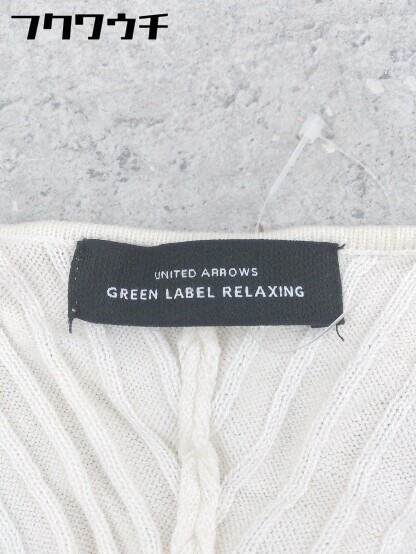 フクワウチ
UNITED ARROWS
GREEN LABEL RELAXING